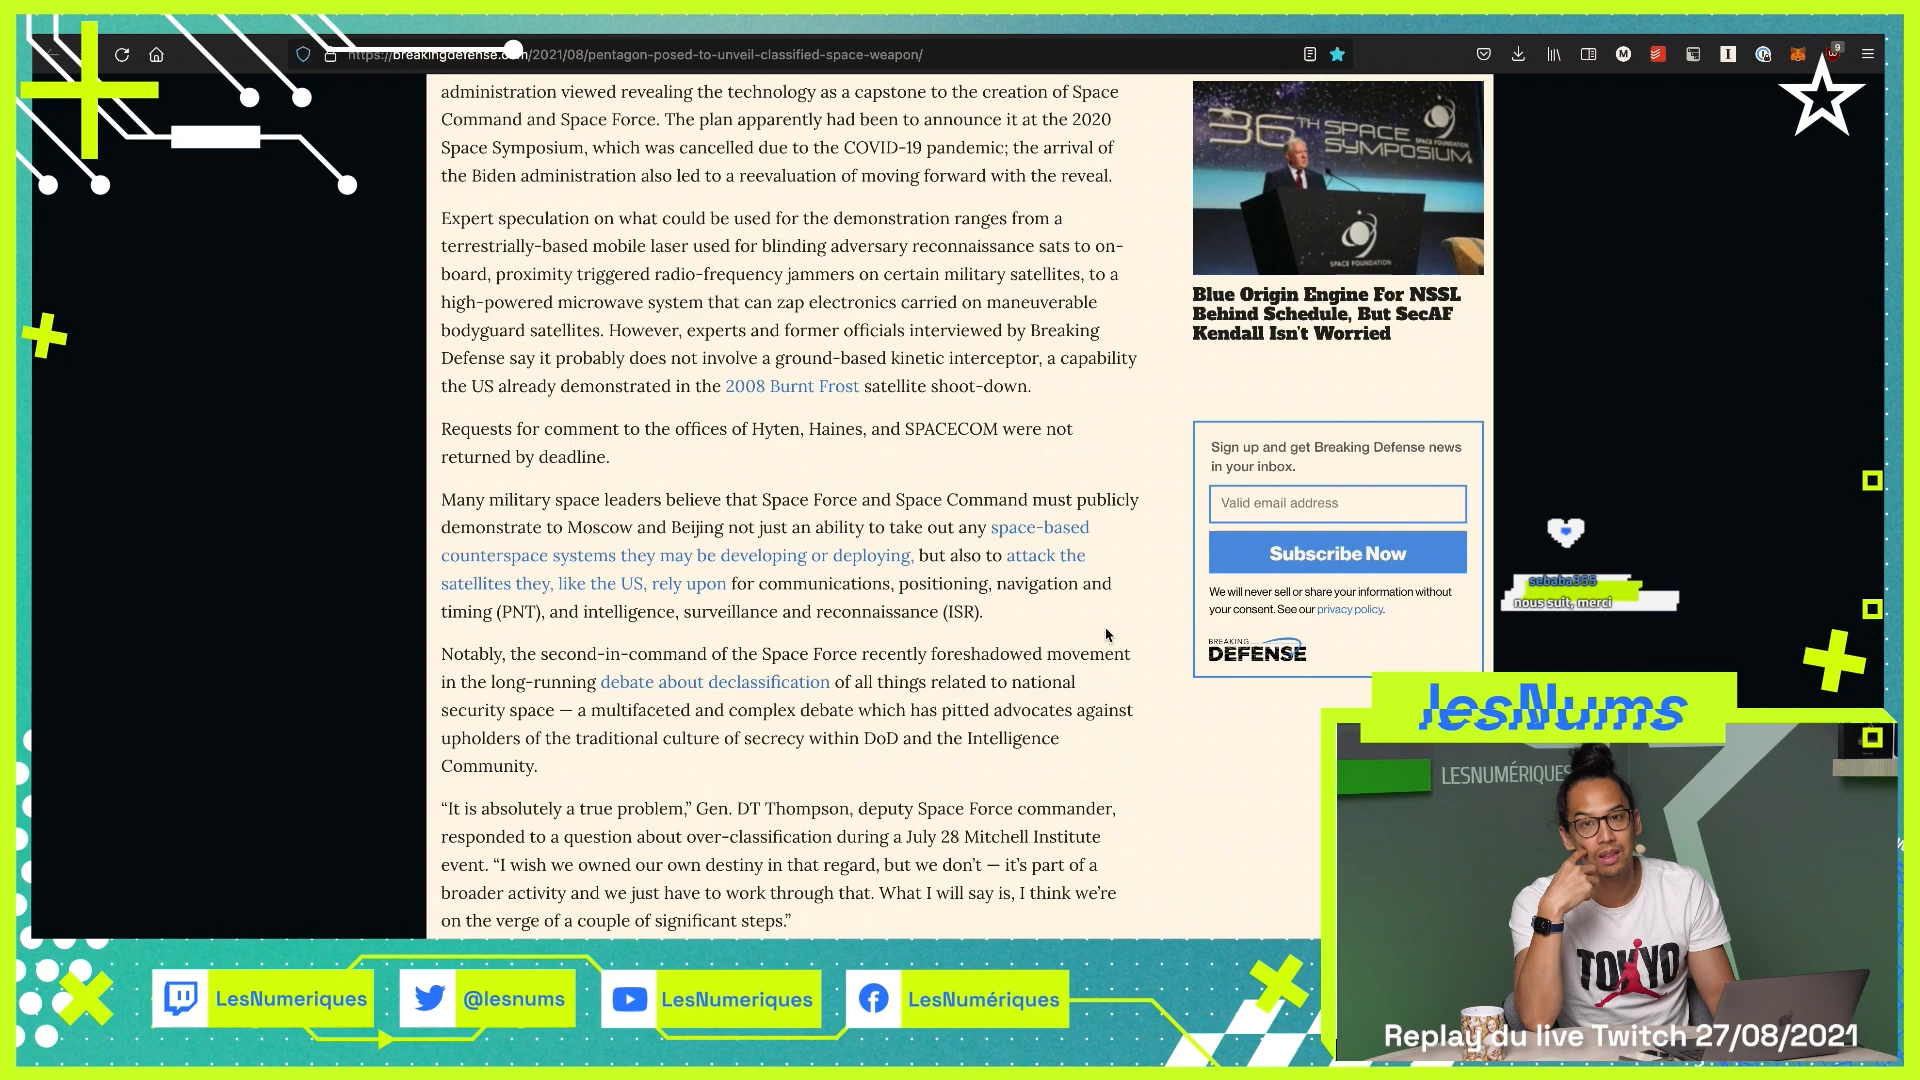 https://breakingdefense.com/2021/08/pentagon-posed-to-unveil-classified-space-weapon/
9
administration viewed revealing the technology as a capstone to the creation of Space
Command and Space Force. The plan apparently had been to announce it at the 2020
Space Symposium, which was cancelled due to the COVID-19 pandemic; the arrival of
the Biden administration also led to a reevaluation of moving forward with the reveal.
Expert speculation on what could be used for the demonstration ranges from a
terrestrially-based mobile laser used for blinding adversary reconnaissance sats to on-
board, proximity triggered radio-frequency jammers on certain military satellites, to a
high-powered microwave system that can zap electronics carried on maneuverable
bodyguard satellites. However, experts and former officials interviewed by Breaking
Defense say it probably does not involve a ground-based kinetic interceptor, a capability
the US already demonstrated in the 2008 Burnt Frost satellite shoot-down.
Requests for comment to the offices of Hyten, Haines, and SPACECOM were not
returned by deadline.
Many military space leaders believe that Space Force and Space Command must publicly
demonstrate to Moscow and Beijing not just an ability to take out any space-based
counterspace systems they may be developing or deploying, but also to attack the
satellites they, like the US, rely upon for communications, positioning, navigation and
timing (PNT), and intelligence, surveillance and reconnaissance (ISR).
Notably, the second-in-command of the Space Force recently foreshadowed movement
in the long-running debate about declassification of all things related to national
security space — a multifaceted and complex debate which has pitted advocates against
upholders of the traditional culture of secrecy within DoD and the Intelligence
Community.
“It is absolutely a true problem,” Gen. DT Thompson, deputy Space Force commander,
responded to a question about over-classification during a July 28 Mitchell Institute
event. “I wish we owned our own destiny in that regard, but we don’t — it’s part of a
broader activity and we just have to work through that. What I will say is, I think we’re
on the verge of a couple of significant steps.”
36TH SPACE
SYMPOSIUM
SPACE FOUNDATION
Blue Origin Engine For NSSL
Behind Schedule, But SecAF
Kendall Isn’t Worried
Sign up and get Breaking Defense news
in your inbox.
Valid email address
Subscribe Now
We will never sell or share your information without
your consent. See our privacy policy.
BREAKING
DEFENSE
sebaba355
nous suit, merci
lesNums
LESNUMÉRIQUES
TOKYO
Replay du live Twitch 27/08/2021
LesNumeriques
@lesnums
LesNumeriques
LesNumériques